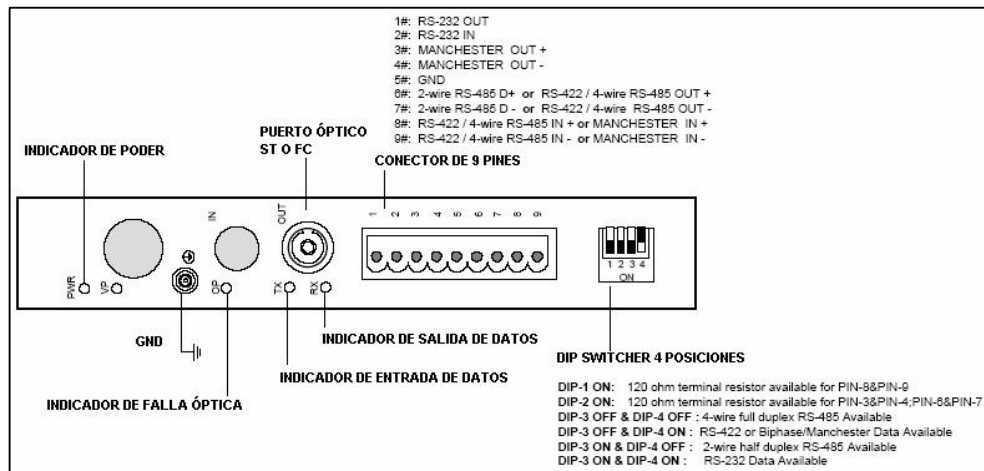 1#: RS-232 OUT
2#: RS-232 IN
3#: MANCHESTER OUT +
4#: MANCHESTER OUT -
5#: GND
6#: 2-wire RS-485 D+ or RS-422 / 4-wire RS-485 OUT +
7#: 2-wire RS-485 D - or RS-422 / 4-wire RS-485 OUT -
8#: RS-422 / 4-wire RS-485 IN + or MANCHESTER IN +
9#: RS-422 / 4-wire RS-485 IN - or MANCHESTER IN -
PUERTO ÓPTICO
ST O FC
INDICADOR DE PODER
CONECTOR DE 9 PINES
IN
OUT
1 2 3 4 5 6 7 8 9
PWR
VP
OP
TX
RX
1 2 3 4
ON
GND
INDICADOR DE SALIDA DE DATOS
INDICADOR DE ENTRADA DE DATOS
INDICADOR DE FALLA ÓPTICA
DIP SWITCHER 4 POSICIONES
DIP-1 ON: 120 ohm terminal resistor available for PIN-8&PIN-9
DIP-2 ON: 120 ohm terminal resistor available for PIN-3&PIN-4;PIN-6&PIN-7
DIP-3 OFF & DIP-4 OFF : 4-wire full duplex RS-485 Available
DIP-3 OFF & DIP-4 ON : RS-422 or Biphase/Manchester Data Available
DIP-3 ON & DIP-4 OFF : 2-wire half duplex RS-485 Available
DIP-3 ON & DIP-4 ON : RS-232 Data Available